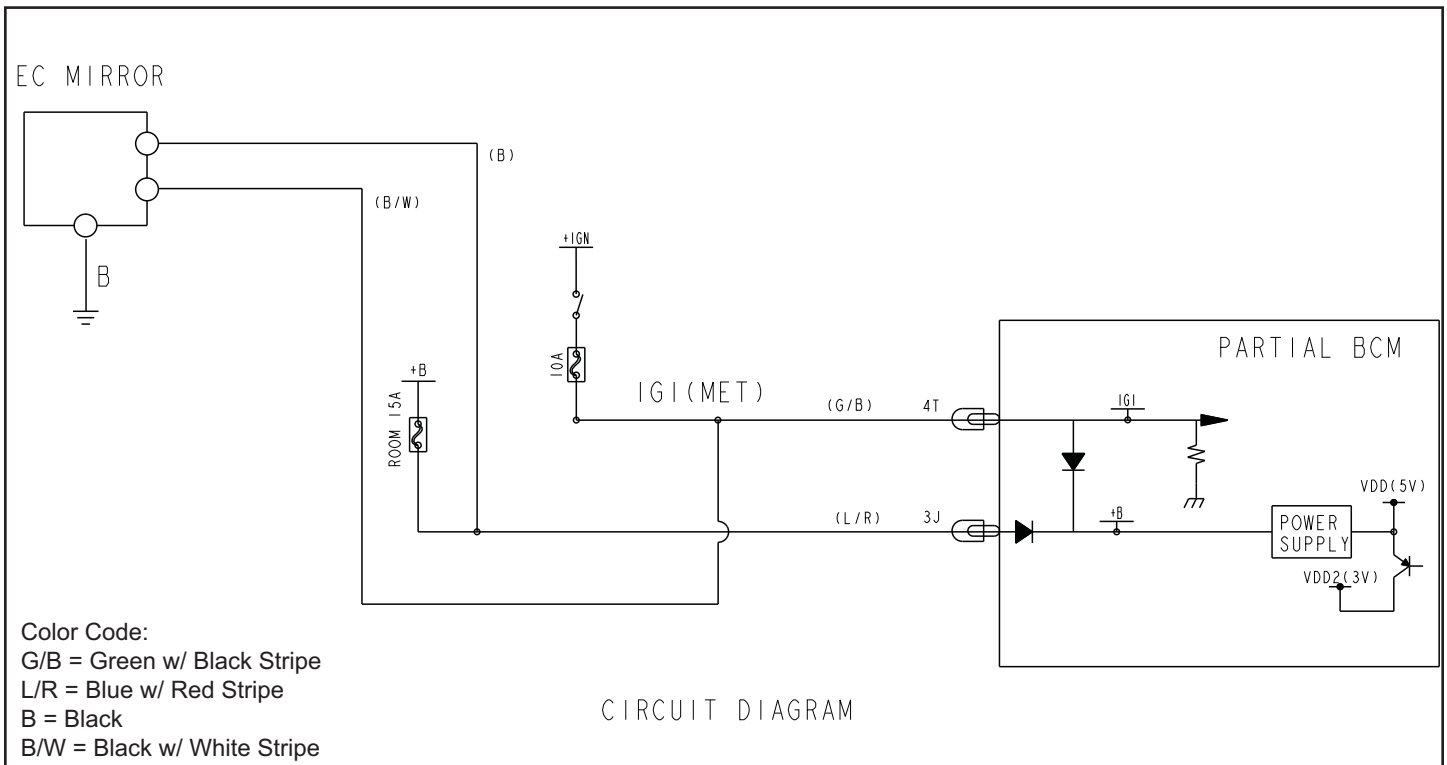 EC MIRROR
(B)
(B/W)
B
+IGN
10A
+B
ROOM 15A
IGI(MET)
(G/B)
4T
PARTIAL BCM
IGI
(L/R)
3J
+B
POWER
SUPPLY
VDD(5V)
VDD2(3V)
Color Code:
G/B = Green w/ Black Stripe
L/R = Blue w/ Red Stripe
B = Black
B/W = Black w/ White Stripe
CIRCUIT DIAGRAM